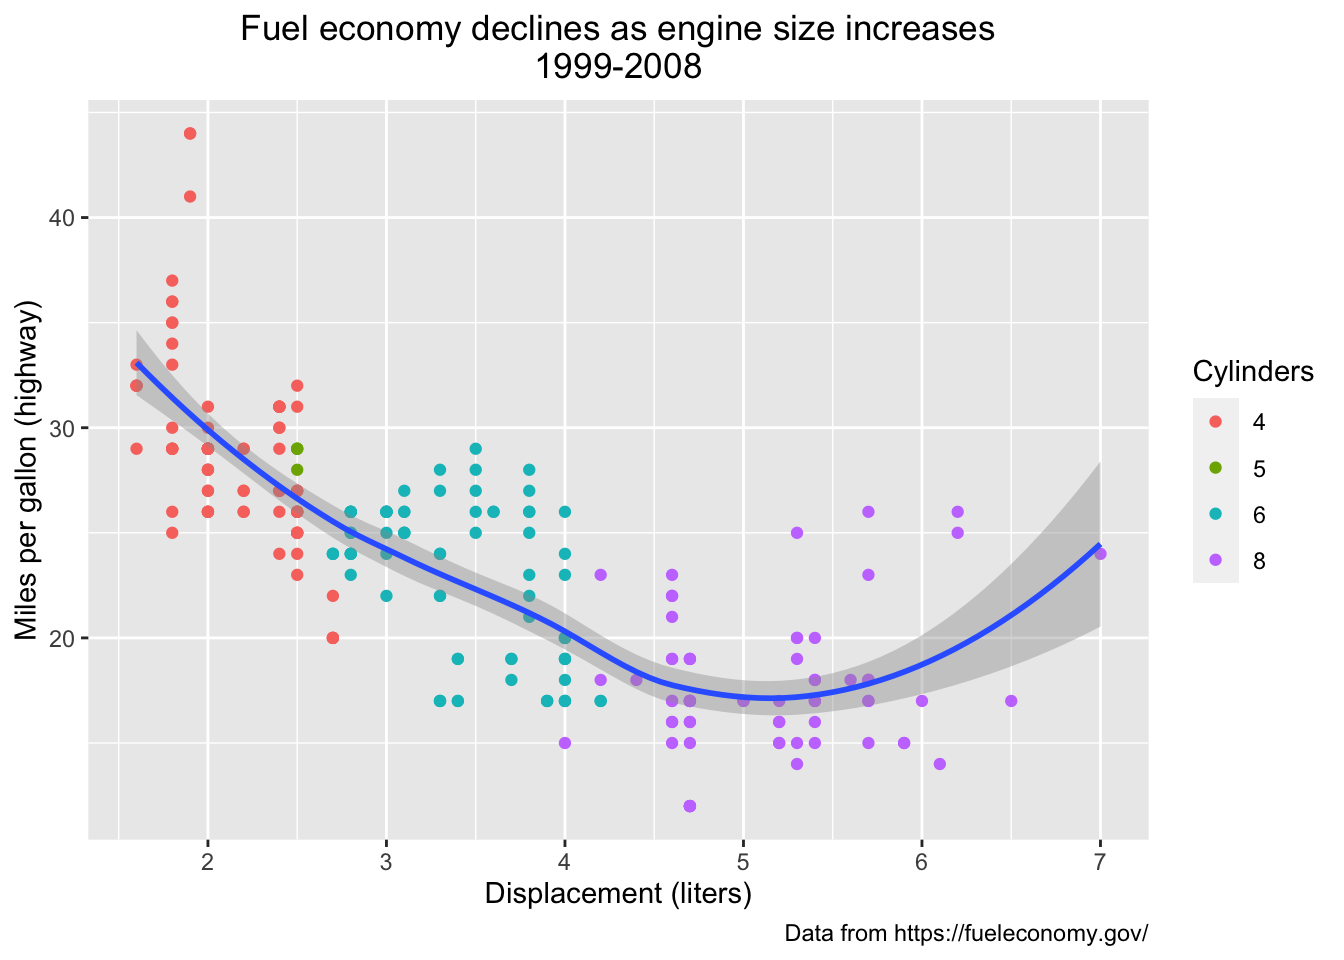 Fuel economy declines as engine size increases
1999-2008
Miles per gallon (highway)
40
30
20
2 3 4 5 6 7
Displacement (liters)
Cylinders
4
5
6
8
Data from https://fueleconomy.gov/